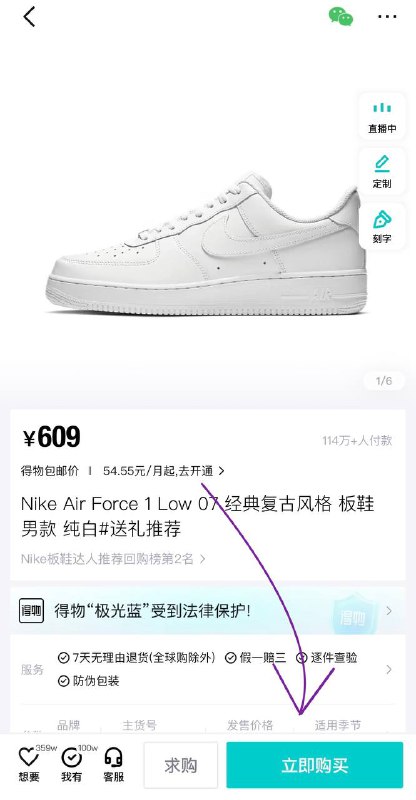 直播中
定制
刻字
1/6
¥609
114万+人付款
得物包邮价 | 54.55元/月起,去开通 >
Nike Air Force 1 Low 07 经典复古风格 板鞋
男款 纯白#送礼推荐
Nike板鞋达人推荐回购榜第2名 >
得物 得物“极光蓝”受到法律保护! 得物 >
服务 7天无理由退货(全球购除外) 假一赔三 逐件查验 >
防伪包装
品牌 主货号 发售价格 适用季节
359w 100w
想要 我有 客服 求购 立即购买